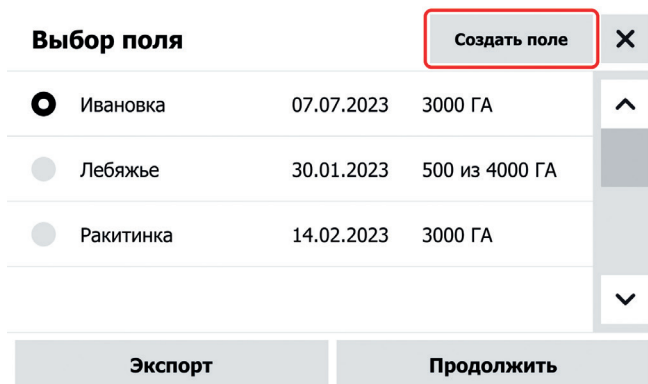 Выбор поля Создать поле
Ивановка 07.07.2023 3000 ГА
Лебяжье 30.01.2023 500 из 4000 ГА
Ракитинка 14.02.2023 3000 ГА
Экспорт Продолжить